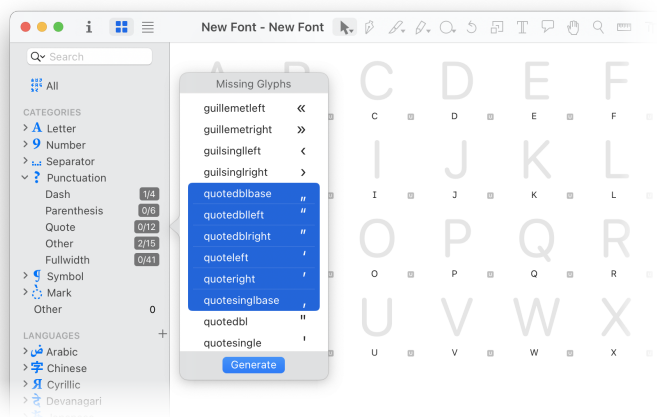 New Font - New Font
Search
All
CATEGORIES
Letter
Number
Separator
Punctuation
Dash 1/4
Parenthesis 0/6
Quote 0/12
Other 2/15
Fullwidth 0/41
Symbol
Mark
Other 0
LANGUAGES +
Arabic
Chinese
Cyrillic
Devanagari
Missing Glyphs
guillemetleft «
guillemetright »
guilsinglleft ‹
guilsinglright ›
quotedblbase „
quotedblleft “
quotedblright ”
quoteleft ‘
quoteright ’
quotesinglbase ‚
quotedbl "
quotesingle '
Generate
C D E F
C D E F
I J K L
I J K L
O P Q R
O P Q R
U V W X
U V W X